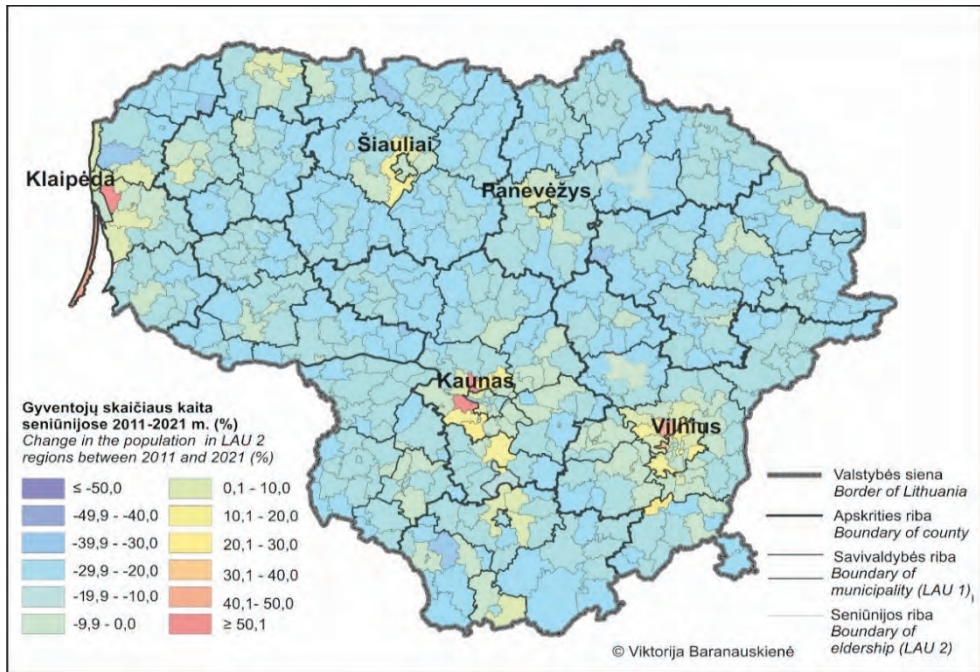 Šiauliai
Klaipėda
Panevėžys
Kaunas
Vilnius
Gyventojų skaičiaus kaita
seniūnijose 2011-2021 m. (%)
Change in the population in LAU 2
regions between 2011 and 2021 (%)
≤ -50,0
-49,9 - -40,0
-39,9 - -30,0
-29,9 - -20,0
-19,9 - -10,0
-9,9 - 0,0
0,1 - 10,0
10,1 - 20,0
20,1 - 30,0
30,1 - 40,0
40,1- 50,0
≥ 50,1
Valstybės siena
Border of Lithuania
Apskrities riba
Boundary of county
Savivaldybės riba
Boundary of
municipality (LAU 1)
Seniūnijos riba
Boundary of
eldership (LAU 2)
© Viktorija Baranauskienė